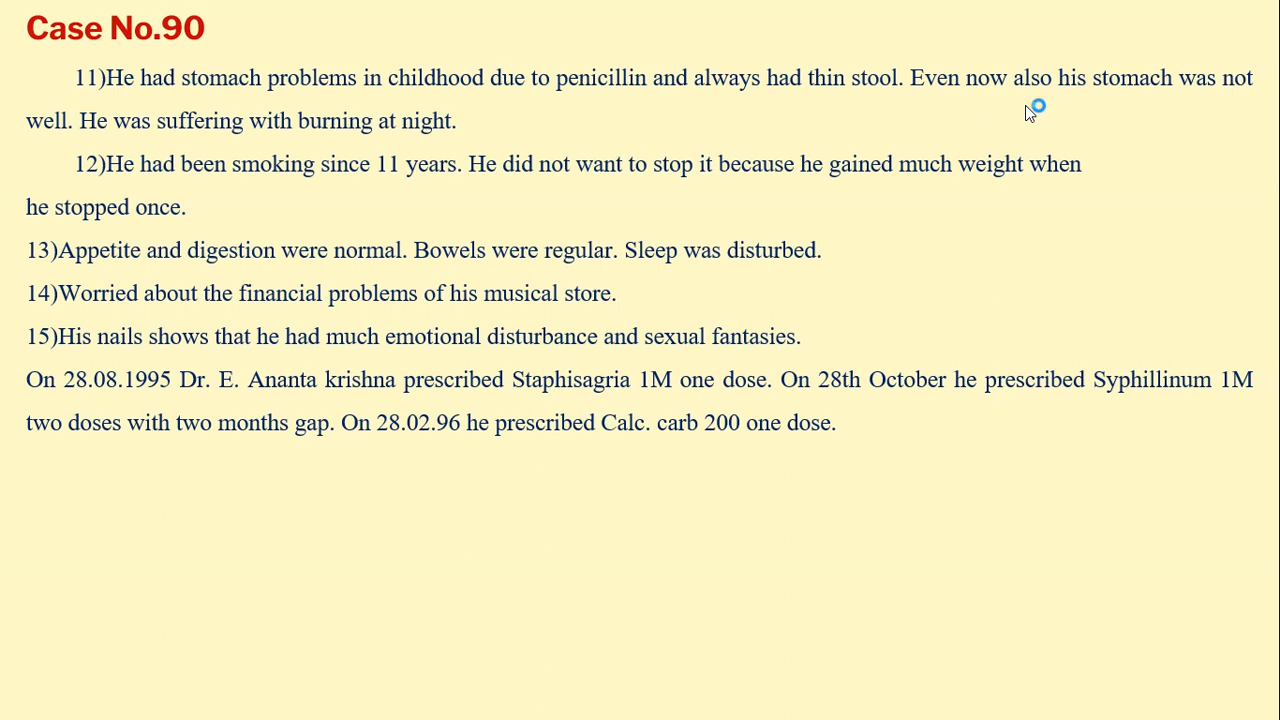 Case No.90
11)He had stomach problems in childhood due to penicillin and always had thin stool. Even now also his stomach was not
well. He was suffering with burning at night.
12)He had been smoking since 11 years. He did not want to stop it because he gained much weight when
he stopped once.
13)Appetite and digestion were normal. Bowels were regular. Sleep was disturbed.
14)Worried about the financial problems of his musical store.
15)His nails shows that he had much emotional disturbance and sexual fantasies.
On 28.08.1995 Dr. E. Ananta krishna prescribed Staphisagria 1M one dose. On 28th October he prescribed Syphillinum 1M
two doses with two months gap. On 28.02.96 he prescribed Calc. carb 200 one dose.